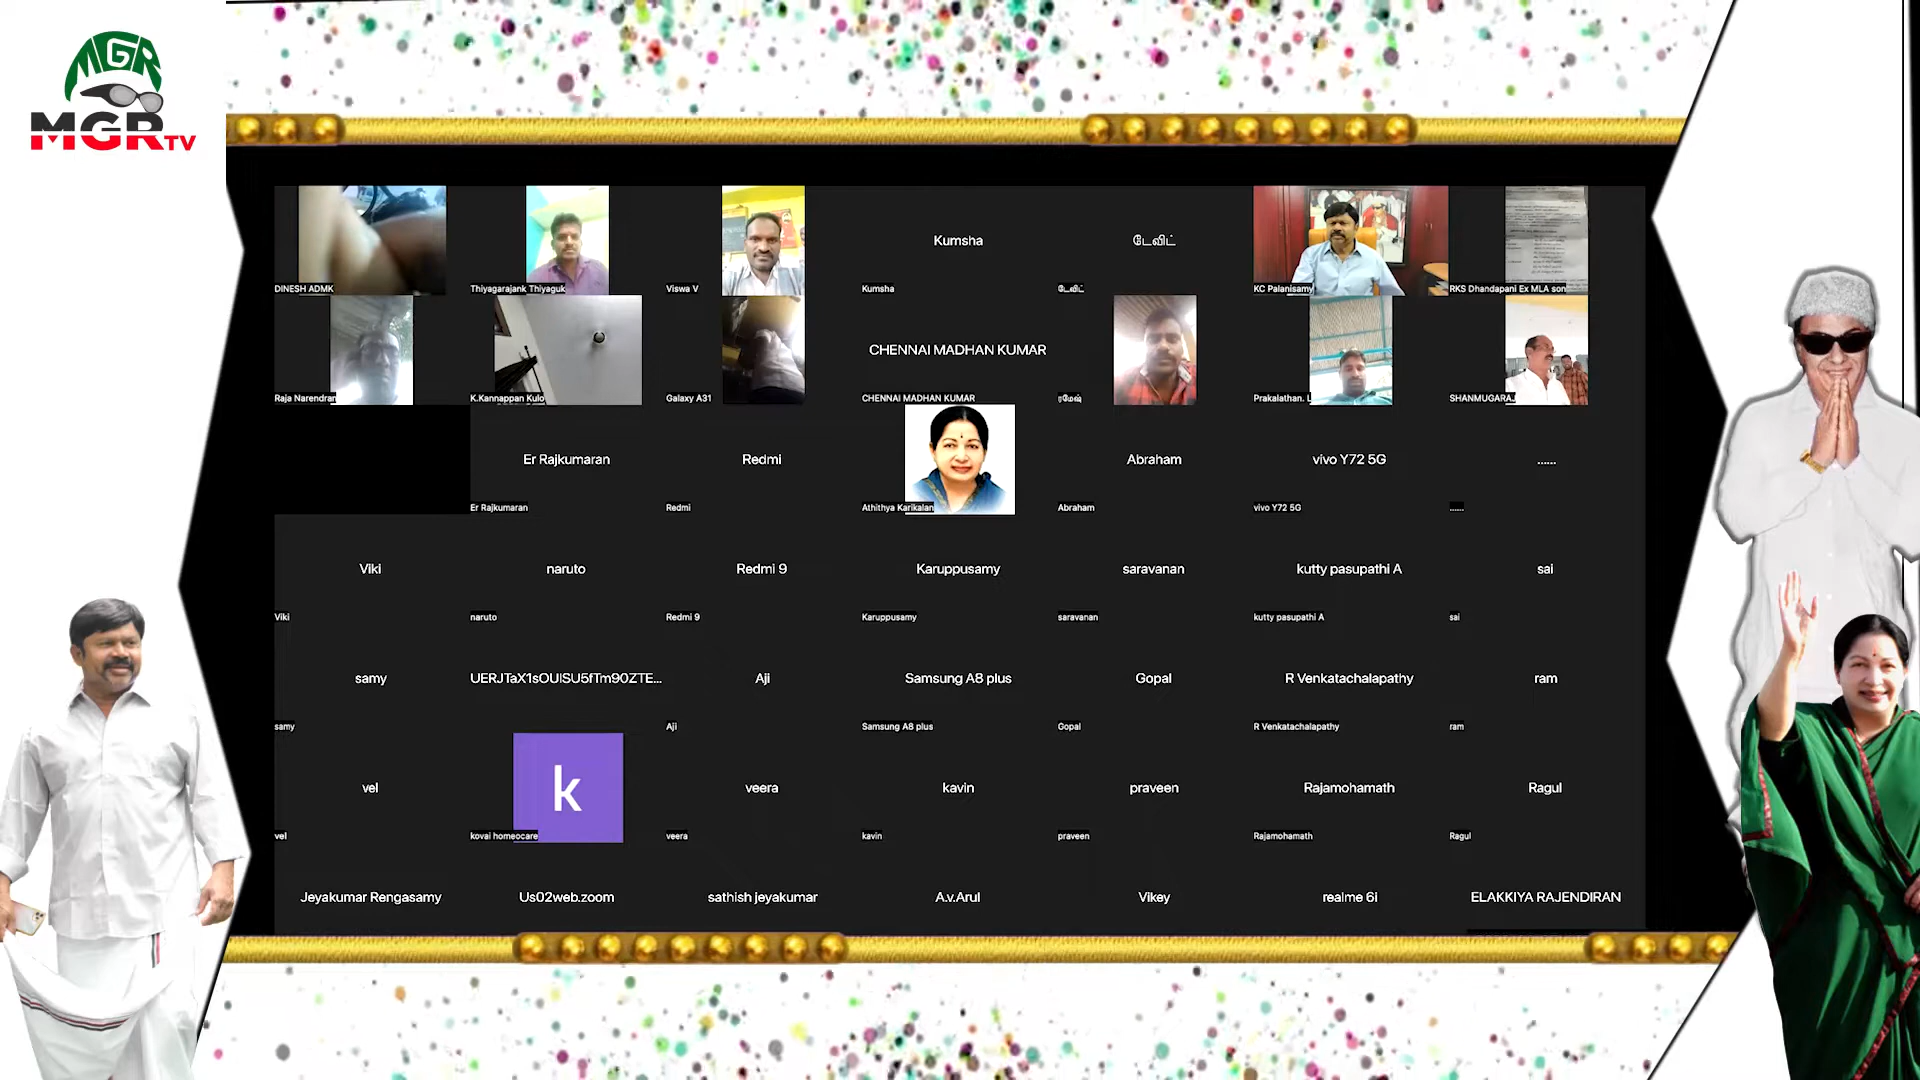 MGR
MGR TV
Kumsha
டேவிட்
DINESH ADMK
Thiyagarajank Thiyaguk
Viswa V
Kumsha
டேவிட்
KC Palanisamy
RKS Dhandapani Ex MLA son
CHENNAI MADHAN KUMAR
Raja Narendran
K.Kannappan Kulo
Galaxy A31
CHENNAI MADHAN KUMAR
ரமேஷ்
Prakalathan. L
SHANMUGARAJ
Er Rajkumaran
Redmi
Abraham
vivo Y72 5G
......
Er Rajkumaran
Redmi
Athithya Karikalan
Abraham
vivo Y72 5G
......
Viki
naruto
Redmi 9
Karuppusamy
saravanan
kutty pasupathi A
sai
Viki
naruto
Redmi 9
Karuppusamy
saravanan
kutty pasupathi A
sai
samy
UERJTaX1sOUlSU5fTm90ZTE...
Aji
Samsung A8 plus
Gopal
R Venkatachalapathy
ram
samy
Aji
Samsung A8 plus
Gopal
R Venkatachalapathy
ram
vel
k
veera
kavin
praveen
Rajamohamath
Ragul
vel
kovai homeocare
veera
kavin
praveen
Rajamohamath
Ragul
Jeyakumar Rengasamy
Us02web.zoom
sathish jeyakumar
A.v.Arul
Vikey
realme 6i
ELAKKIYA RAJENDIRAN